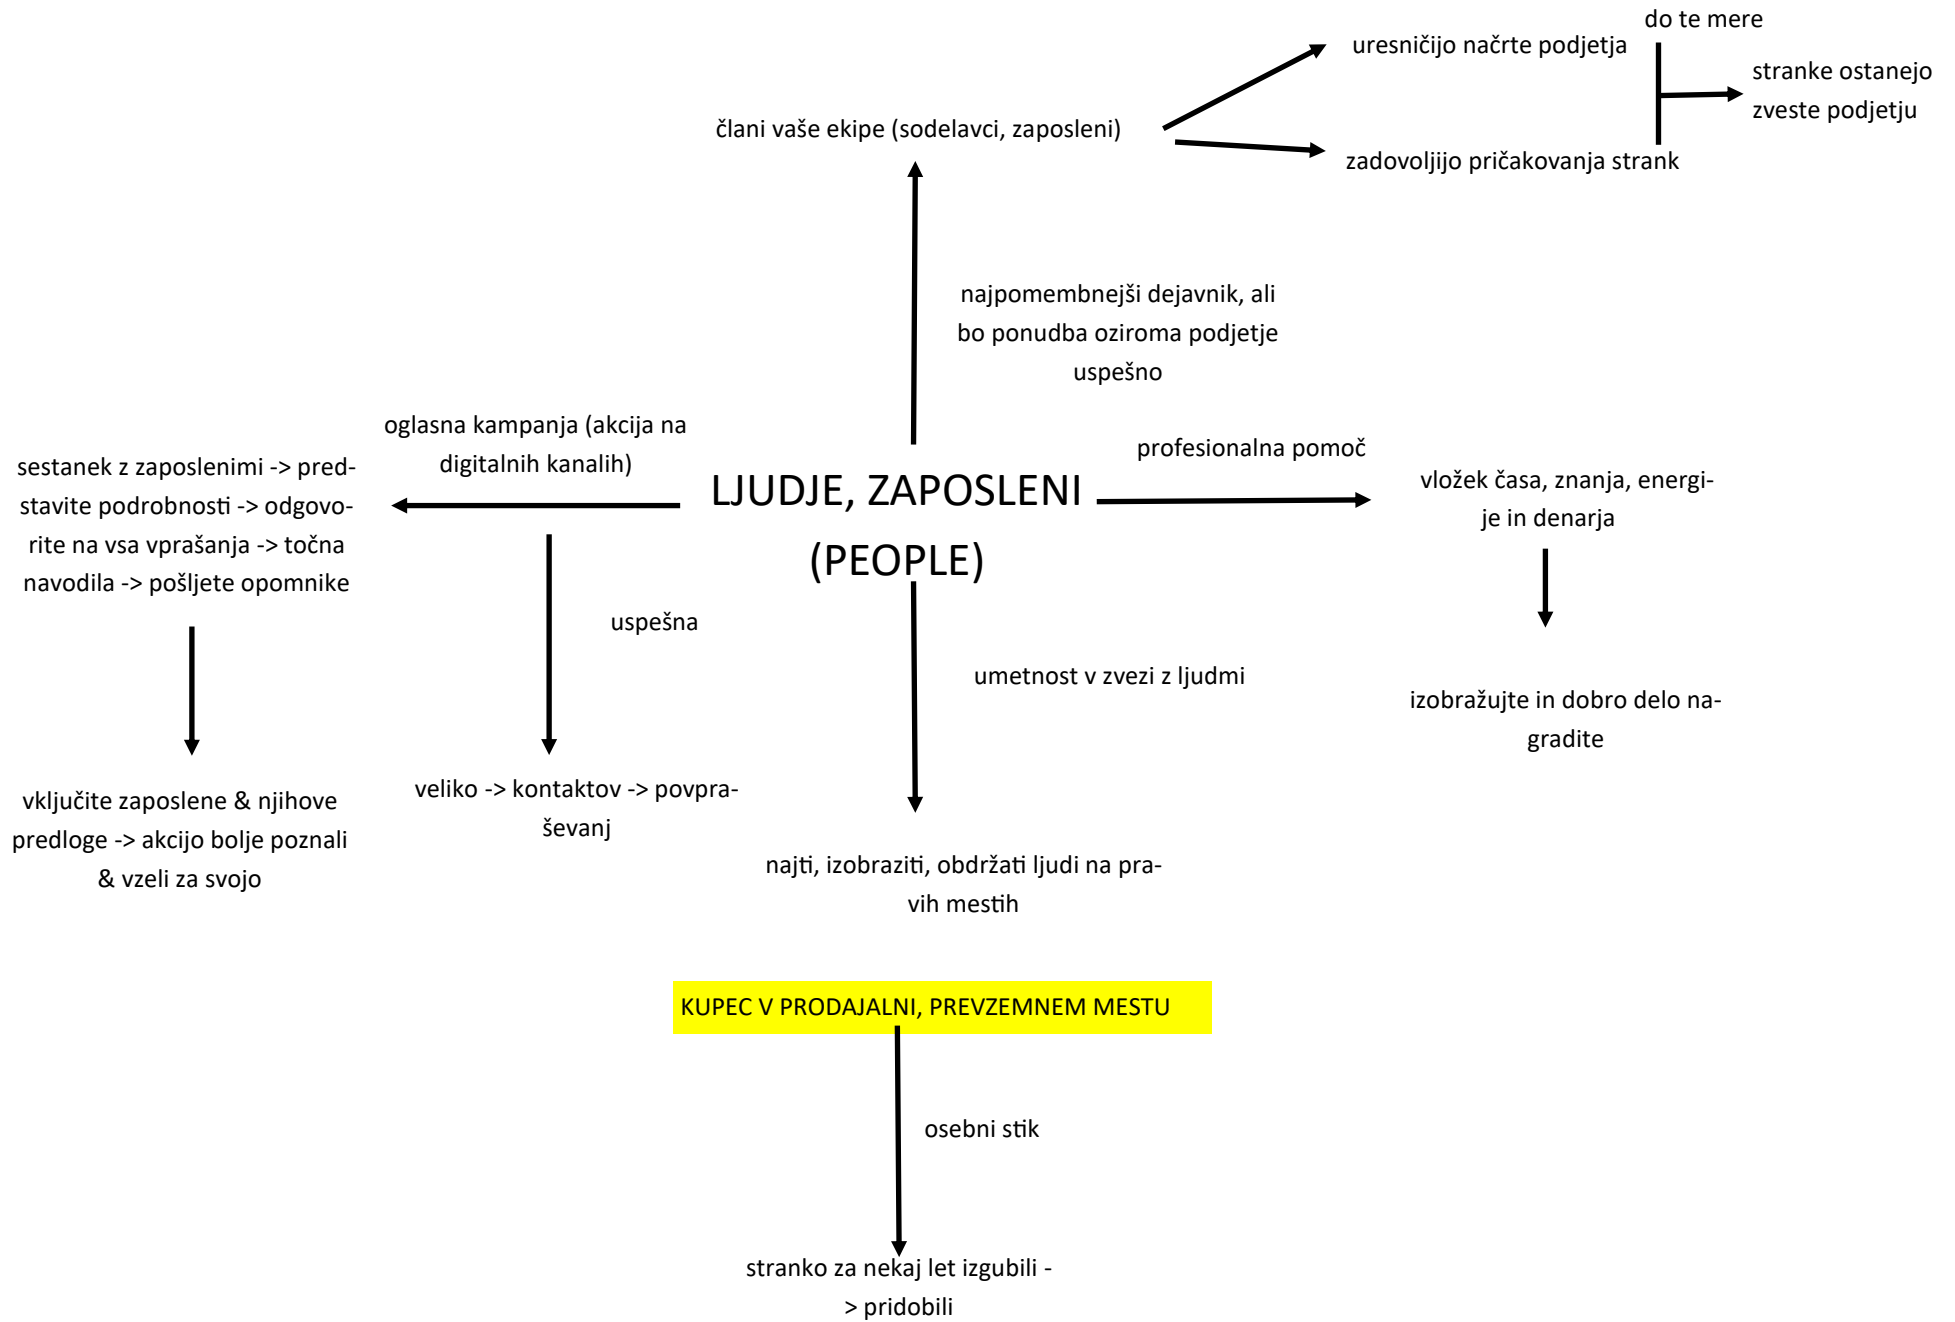 do te mere
uresničijo načrte podjetja
stranke ostanejo
zveste podjetju
člani vaše ekipe (sodelavci, zaposleni)
zadovoljijo pričakovanja strank
najpomembnejši dejavnik, ali
bo ponudba oziroma podjetje
uspešno
oglasna kampanja (akcija na
digitalnih kanalih)
profesionalna pomoč
sestanek z zaposlenimi -> pred-
stavite podrobnosti -> odgovo-
rite na vsa vprašanja -> točna
navodila -> pošljete opomnike
LJUDJE, ZAPOSLENI
(PEOPLE)
vložek časa, znanja, energi-
je in denarja
uspešna
umetnost v zvezi z ljudmi
izobražujte in dobro delo na-
gradite
vključite zaposlene & njihove
predloge -> akcijo bolje poznali
& vzeli za svojo
veliko -> kontaktov -> povpra-
ševanj
najti, izobraziti, obdržati ljudi na pra-
vih mestih
KUPEC V PRODAJALNI, PREVZEMNEM MESTU
osebni stik
stranko za nekaj let izgubili -
> pridobili